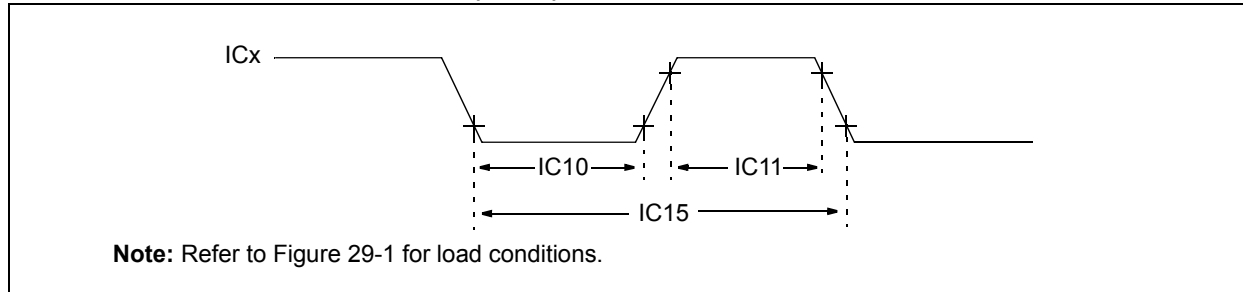 ICx
IC10
IC11
IC15
Note: Refer to Figure 29-1 for load conditions.